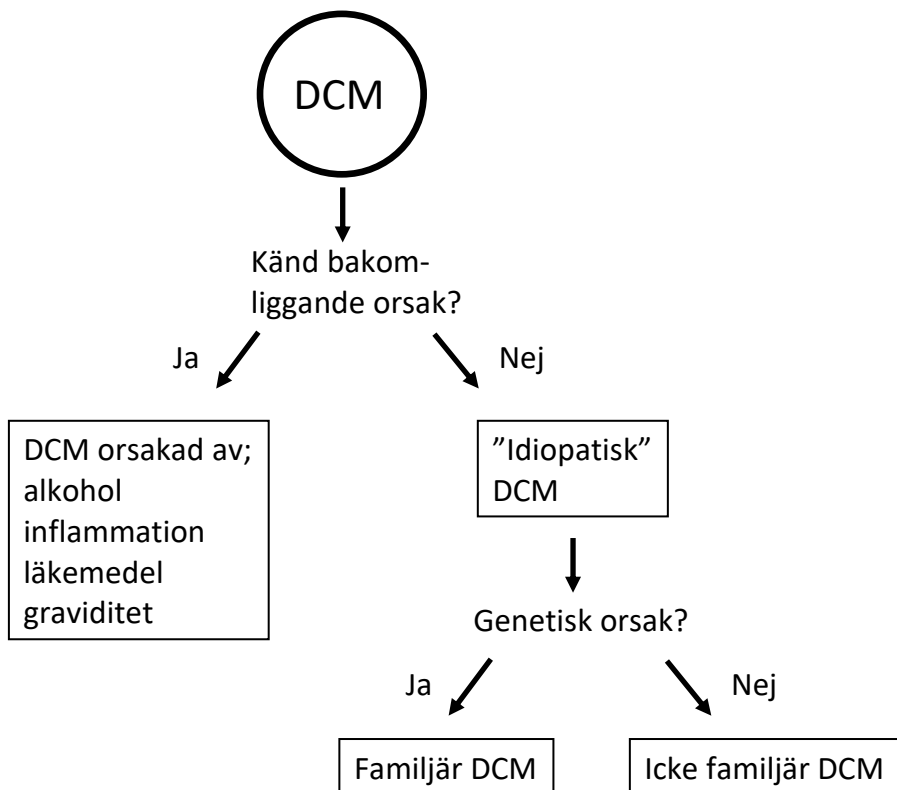 DCM
Känd bakom-
liggande orsak?
Ja
Nej
DCM orsakad av;
alkohol
inflammation
läkemedel
graviditet
”Idiopatisk”
DCM
Genetisk orsak?
Ja
Nej
Familjär DCM
Icke familjär DCM